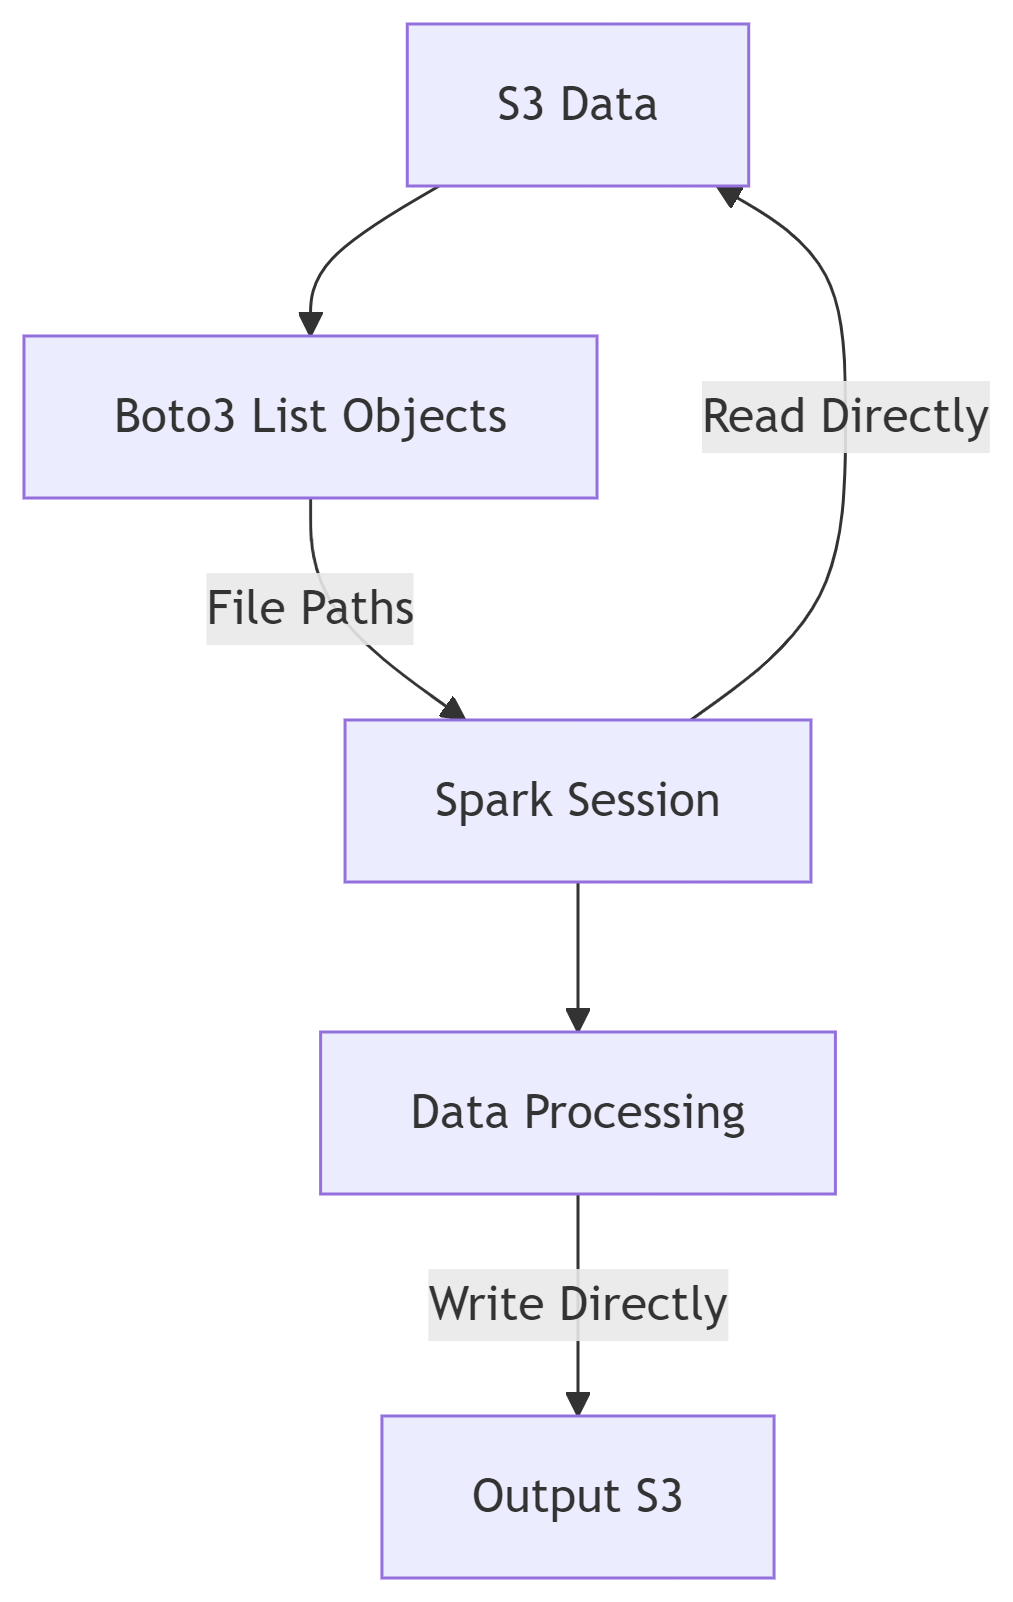 S3 Data
Boto3 List Objects
Read Directly
File Paths
Spark Session
Data Processing
Write Directly
Output S3